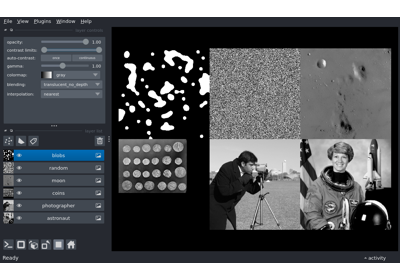 File View Plugins Window Help
opacity: 1.00
contrast limits:
auto-contrast: once continuous
gamma: 1.00
colormap: gray
blending: translucent_no_depth
interpolation: nearest
blobs
random
moon
coins
photographer
astronaut
Ready
activity